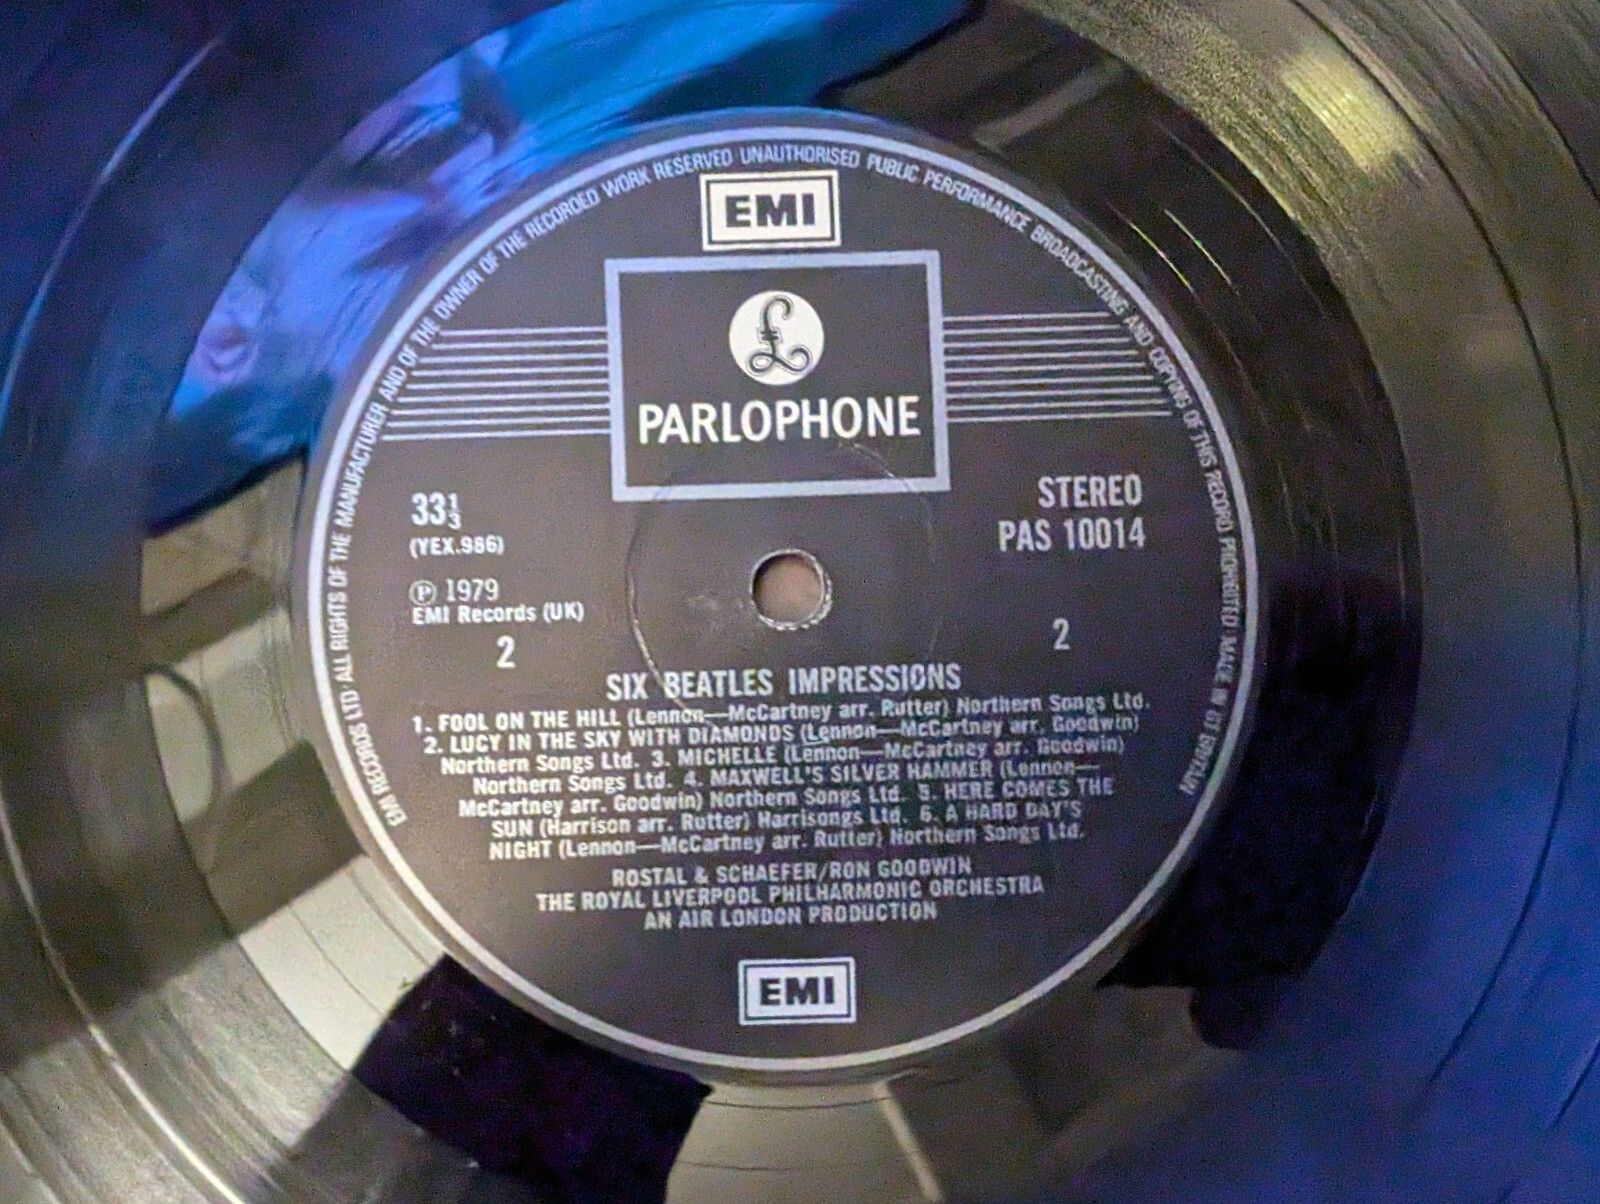 EMI RECORDS LTD· ALL RIGHTS OF THE MANUFACTURER AND OF THE OWNER OF THE RECORDED WORK RESERVED UNAUTHORISED PUBLIC PERFORMANCE BROADCASTING AND COPYING OF THIS RECORD PROHIBITED MADE IN GT BRITAIN
EMI
£
PARLOPHONE
33⅓
(YEX.986)
℗ 1979
EMI Records (UK)
2
STEREO
PAS 10014
2
SIX BEATLES IMPRESSIONS
1. FOOL ON THE HILL (Lennon—McCartney arr. Rutter) Northern Songs Ltd.
2. LUCY IN THE SKY WITH DIAMONDS (Lennon—McCartney arr. Goodwin)
Northern Songs Ltd. 3. MICHELLE (Lennon—McCartney arr. Goodwin)
Northern Songs Ltd. 4. MAXWELL'S SILVER HAMMER (Lennon—
McCartney arr. Goodwin) Northern Songs Ltd. 5. HERE COMES THE
SUN (Harrison arr. Rutter) Harrisongs Ltd. 6. A HARD DAY'S
NIGHT (Lennon—McCartney arr. Rutter) Northern Songs Ltd.
ROSTAL & SCHAEFER/RON GOODWIN
THE ROYAL LIVERPOOL PHILHARMONIC ORCHESTRA
AN AIR LONDON PRODUCTION
EMI